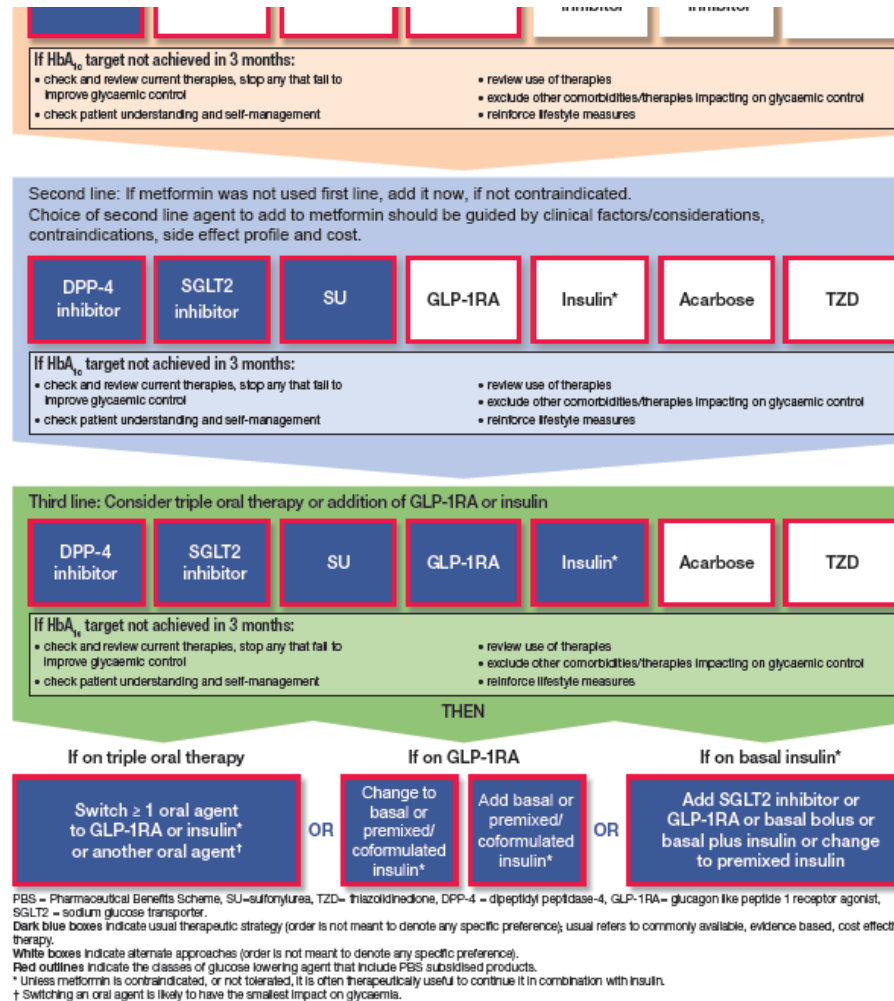 inhibitor inhibitor
If HbA1c target not achieved in 3 months:
• check and review current therapies, stop any that fail to
improve glycaemic control
• check patient understanding and self-management
• review use of therapies
• exclude other comorbidities/therapies impacting on glycaemic control
• reinforce lifestyle measures
Second line: If metformin was not used first line, add it now, if not contraindicated.
Choice of second line agent to add to metformin should be guided by clinical factors/considerations,
contraindications, side effect profile and cost.
DPP-4
inhibitor
SGLT2
inhibitor
SU
GLP-1RA
Insulin*
Acarbose
TZD
If HbA1c target not achieved in 3 months:
• check and review current therapies, stop any that fail to
improve glycaemic control
• check patient understanding and self-management
• review use of therapies
• exclude other comorbidities/therapies impacting on glycaemic control
• reinforce lifestyle measures
Third line: Consider triple oral therapy or addition of GLP-1RA or insulin
DPP-4
inhibitor
SGLT2
inhibitor
SU
GLP-1RA
Insulin*
Acarbose
TZD
If HbA1c target not achieved in 3 months:
• check and review current therapies, stop any that fail to
improve glycaemic control
• check patient understanding and self-management
• review use of therapies
• exclude other comorbidities/therapies impacting on glycaemic control
• reinforce lifestyle measures
THEN
If on triple oral therapy
Switch ≥ 1 oral agent
to GLP-1RA or insulin*
or another oral agent†
OR
If on GLP-1RA
Change to
basal or
premixed/
coformulated
insulin*
Add basal or
premixed/
coformulated
insulin*
OR
If on basal insulin*
Add SGLT2 inhibitor or
GLP-1RA or basal bolus or
basal plus insulin or change
to premixed insulin
PBS = Pharmaceutical Benefits Scheme, SU=sulfonylurea, TZD= thiazolidinedione, DPP-4 = dipeptidyl peptidase-4, GLP-1RA= glucagon like peptide 1 receptor agonist,
SGLT2 = sodium glucose transporter.
Dark blue boxes indicate usual therapeutic strategy (order is not meant to denote any specific preference); usual refers to commonly available, evidence based, cost effecti
therapy.
White boxes indicate alternate approaches (order is not meant to denote any specific preference).
Red outlines indicate the classes of glucose lowering agent that include PBS subsidised products.
* Unless metformin is contraindicated, or not tolerated, it is often therapeutically useful to continue it in combination with insulin.
† Switching an oral agent is likely to have the smallest impact on glycaemia.